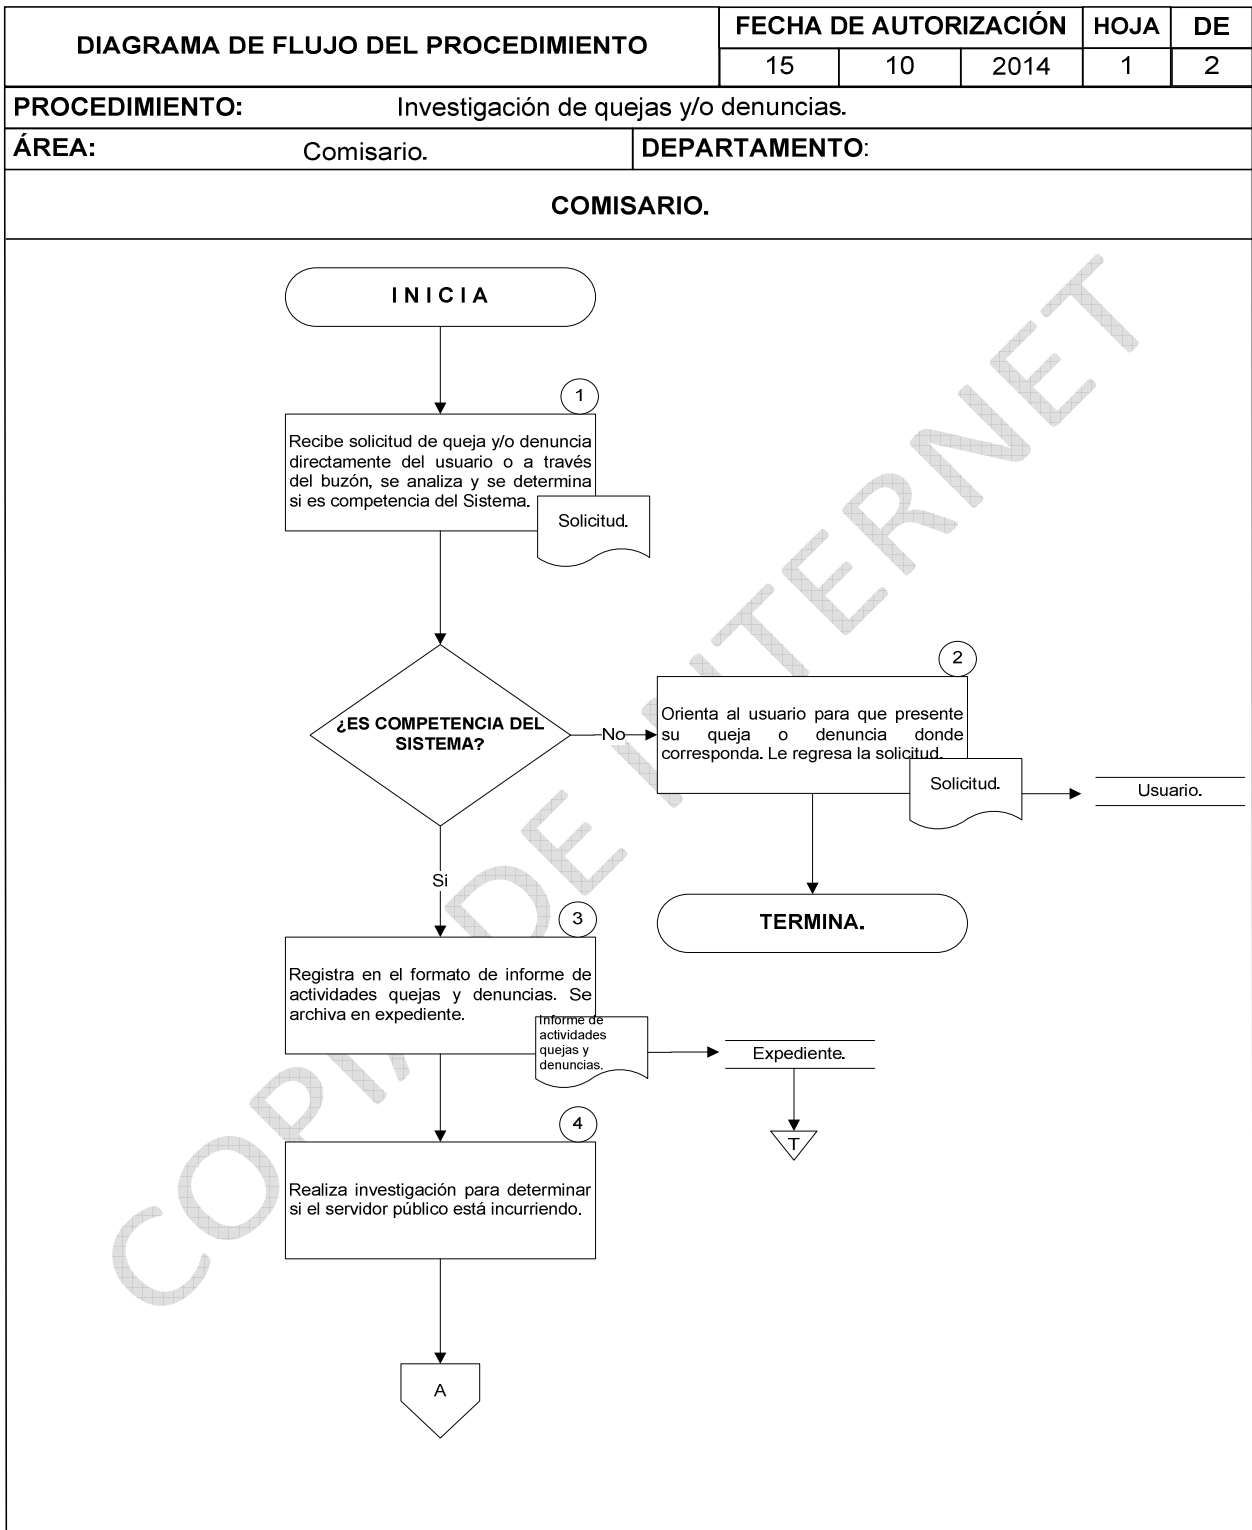 DIAGRAMA DE FLUJO DEL PROCEDIMIENTO
FECHA DE AUTORIZACIÓN
HOJA
DE
15
10
2014
1
2
PROCEDIMIENTO:
Investigación de quejas y/o denuncias.
ÁREA:
Comisario.
DEPARTAMENTO:
COMISARIO.
COPIA DE INTERNET
I N I C I A
1
Recibe solicitud de queja y/o denuncia
directamente del usuario o a través
del buzón, se analiza y se determina
si es competencia del Sistema.
Solicitud.
¿ES COMPETENCIA DEL
SISTEMA?
No
2
Orienta al usuario para que presente
su queja o denuncia donde
corresponda. Le regresa la solicitud.
Solicitud.
Usuario.
TERMINA.
Si
3
Registra en el formato de informe de
actividades quejas y denuncias. Se
archiva en expediente.
Informe de
actividades
quejas y
denuncias.
Expediente.
T
4
Realiza investigación para determinar
si el servidor público está incurriendo.
A